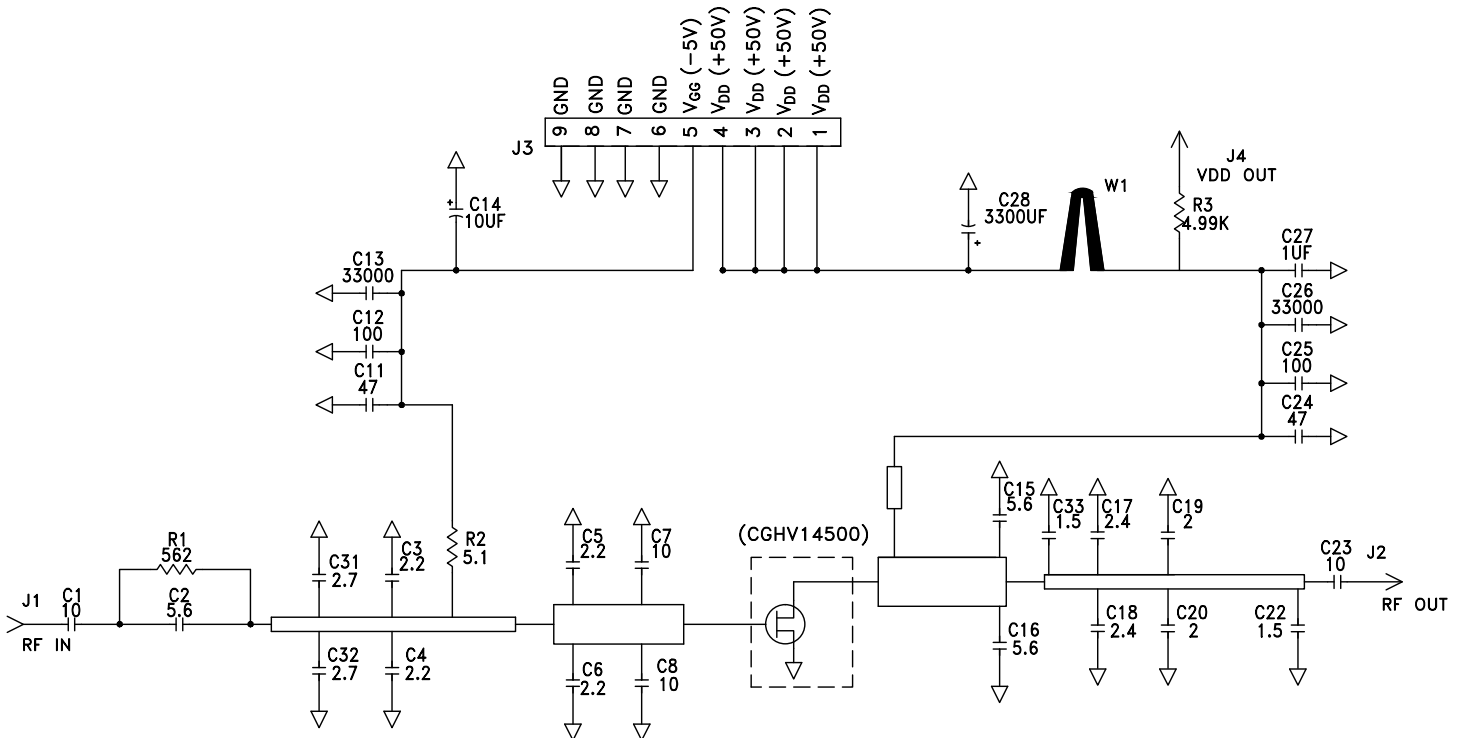 GND
GND
GND
GND
VGG (-5V)
VDD (+50V)
VDD (+50V)
VDD (+50V)
VDD (+50V)
9 8 7 6 5 4 3 2 1
J3
C14
10UF
+
C28
3300UF
+
W1
J4
VDD OUT
R3
4.99K
C13
33000
C12
100
C11
47
C27
1UF
C26
33000
C25
100
C24
47
J1
RF IN
C1
10
R1
562
C2
5.6
C31
2.7
C3
2.2
R2
5.1
C32
2.7
C4
2.2
C5
2.2
C7
10
C6
2.2
C8
10
(CGHV14500)
C15
5.6
C33
1.5
C17
2.4
C19
2
C16
5.6
C18
2.4
C20
2
C22
1.5
C23
10
J2
RF OUT